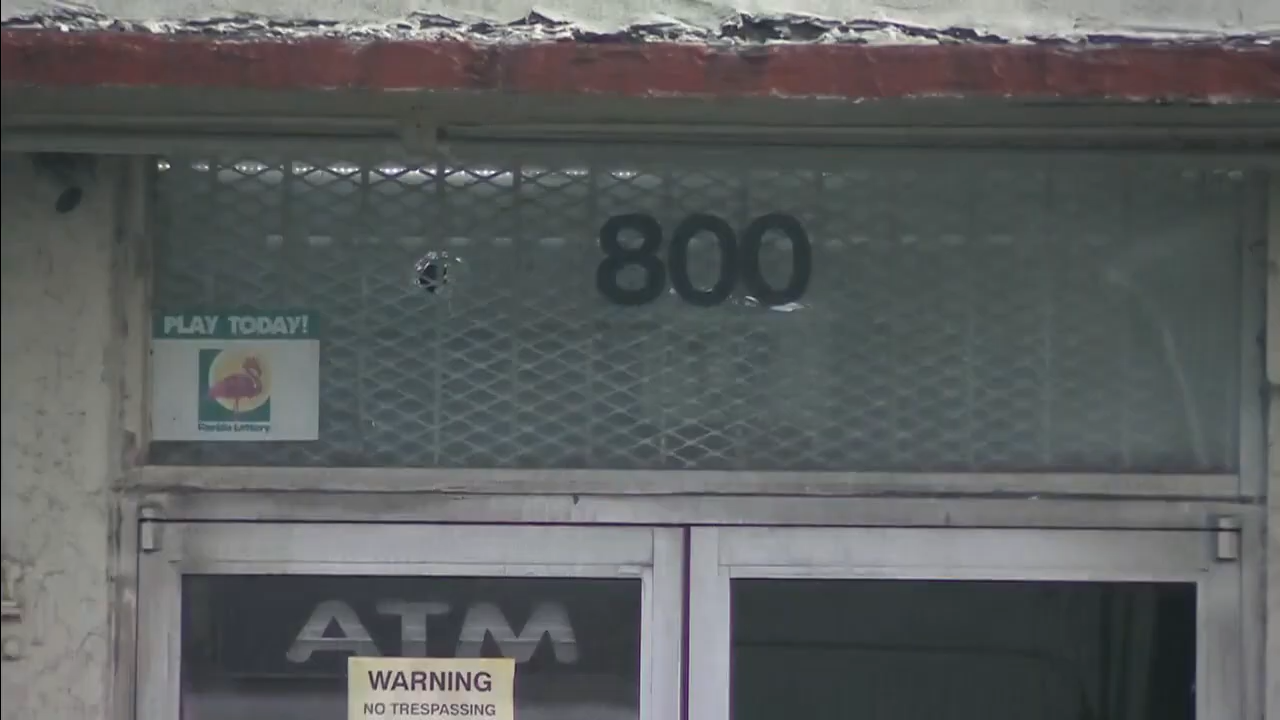 800
PLAY TODAY!
Florida Lottery
ATM
WARNING
NO TRESPASSING